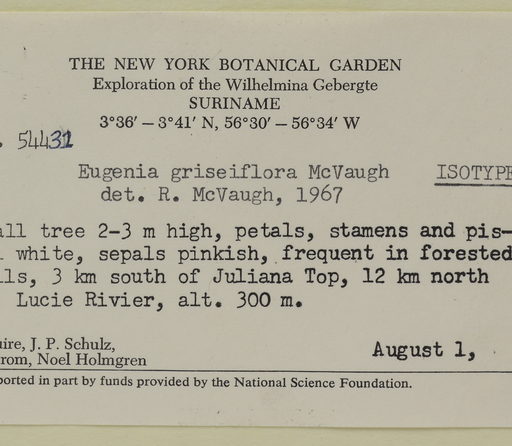 THE NEW YORK BOTANICAL GARDEN
Exploration of the Wilhelmina Gebergte
SURINAME
3°36′ – 3°41′ N, 56°30′ – 56°34′ W
. 54432
Eugenia griseiflora McVaugh ISOTYPE
det. R. McVaugh, 1967
all tree 2-3 m high, petals, stamens and pis-
white, sepals pinkish, frequent in forested
lls, 3 km south of Juliana Top, 12 km north
Lucie Rivier, alt. 300 m.
uire, J. P. Schulz,
rom, Noel Holmgren
August 1,
ported in part by funds provided by the National Science Foundation.